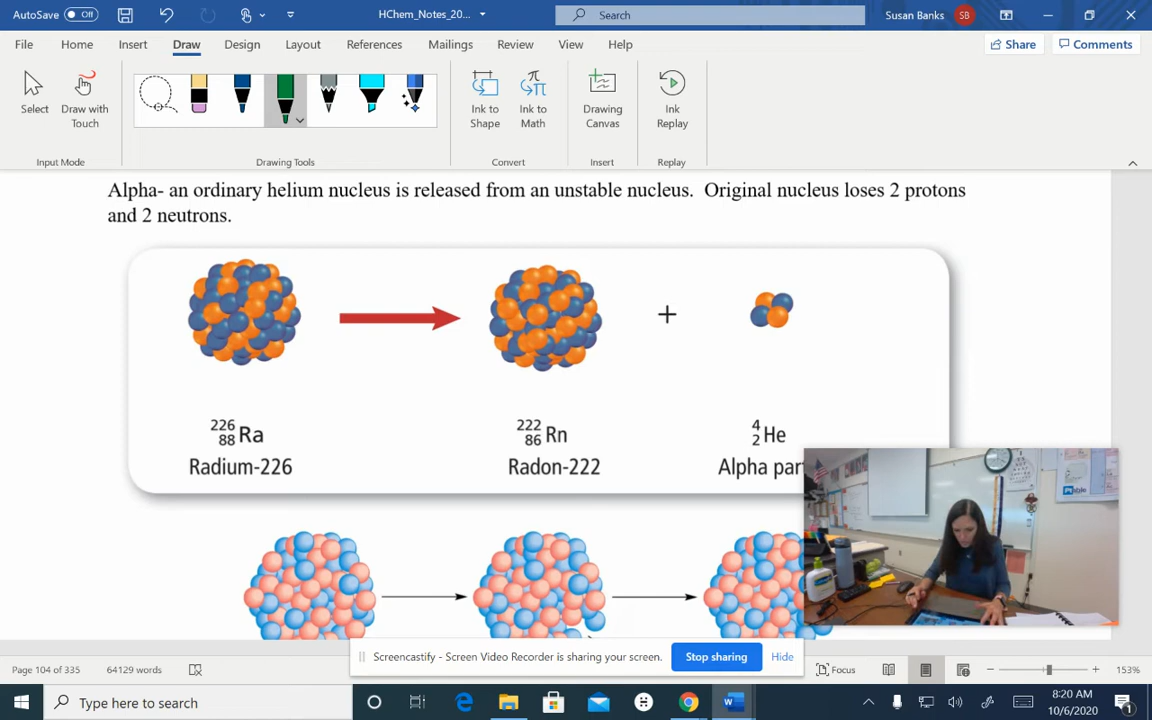 AutoSave Off
HChem_Notes_20...
Search
Susan Banks SB
File Home Insert Draw Design Layout References Mailings Review View Help
Share Comments
Select
Draw with Touch
Ink to Shape
Ink to Math
Drawing Canvas
Ink Replay
Input Mode Drawing Tools Convert Insert Replay
Alpha- an ordinary helium nucleus is released from an unstable nucleus. Original nucleus loses 2 protons
and 2 neutrons.
+
226 88 Ra 222 86 Rn 4 2 He
Radium-226 Radon-222 Alpha par
Screencastify - Screen Video Recorder is sharing your screen. Stop sharing Hide
Page 104 of 335 64129 words Focus 153%
Type here to search
8:20 AM
10/6/2020
1